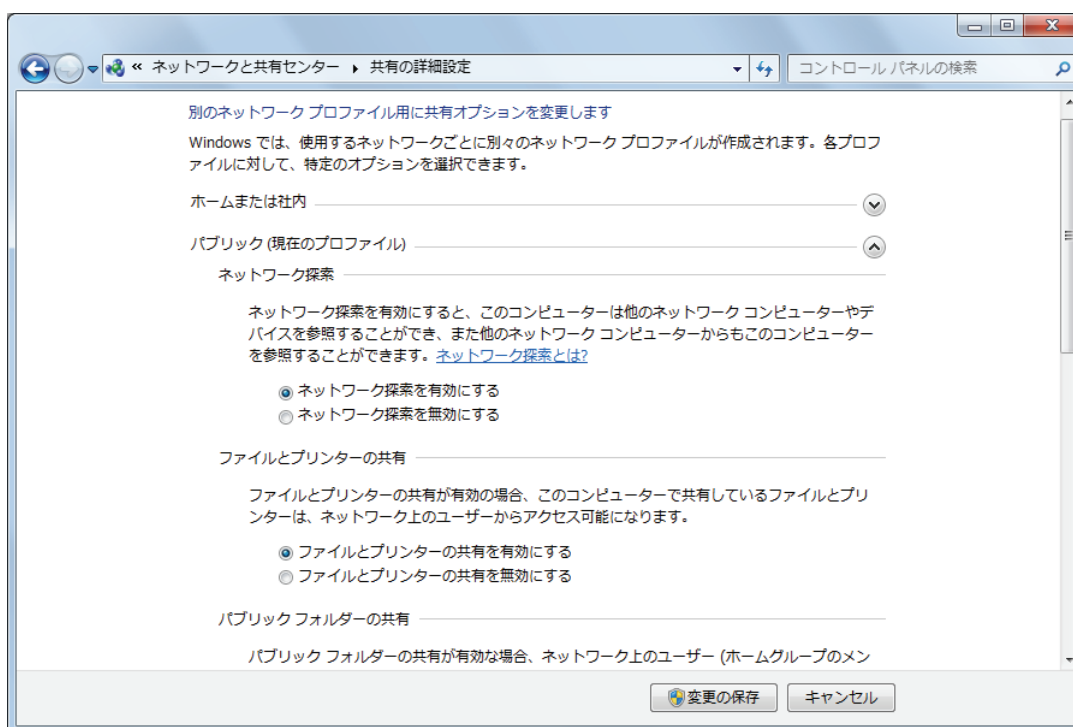 « ネットワークと共有センター ▸ 共有の詳細設定
コントロール パネルの検索
別のネットワーク プロファイル用に共有オプションを変更します
Windows では、使用するネットワークごとに別々のネットワーク プロファイルが作成されます。各プロフ
ァイルに対して、特定のオプションを選択できます。
ホームまたは社内
パブリック (現在のプロファイル)
ネットワーク探索
ネットワーク探索を有効にすると、このコンピューターは他のネットワーク コンピューターやデ
バイスを参照することができ、また他のネットワーク コンピューターからもこのコンピューター
を参照することができます。ネットワーク探索とは?
ネットワーク探索を有効にする
ネットワーク探索を無効にする
ファイルとプリンターの共有
ファイルとプリンターの共有が有効の場合、このコンピューターで共有しているファイルとプリ
ンターは、ネットワーク上のユーザーからアクセス可能になります。
ファイルとプリンターの共有を有効にする
ファイルとプリンターの共有を無効にする
パブリック フォルダーの共有
パブリック フォルダーの共有が有効な場合、ネットワーク上のユーザー (ホームグループのメン
変更の保存
キャンセル